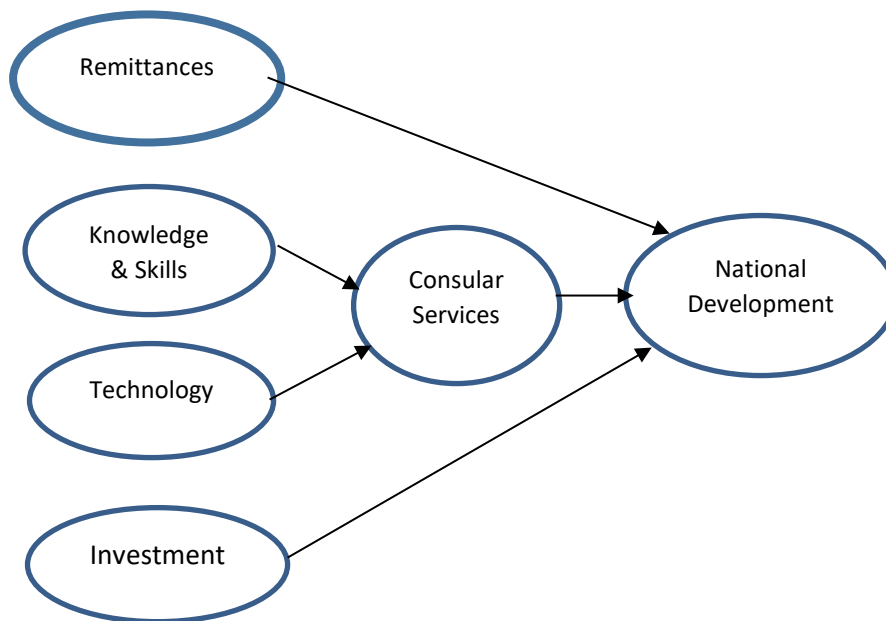 Remittances
Knowledge
& Skills
Technology
Investment
Consular
Services
National
Development